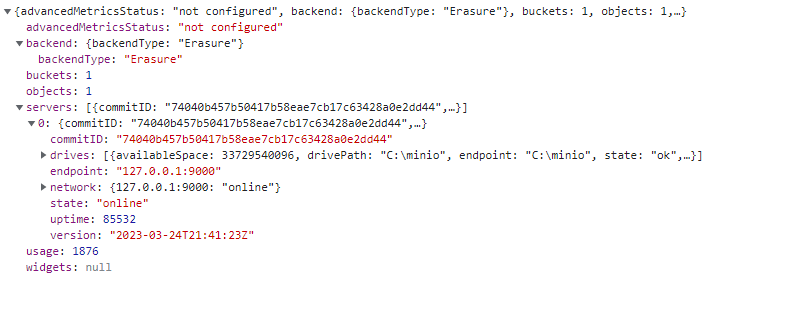 {advancedMetricsStatus: "not configured", backend: {backendType: "Erasure"}, buckets: 1, objects: 1,…}
advancedMetricsStatus: "not configured"
backend: {backendType: "Erasure"}
backendType: "Erasure"
buckets: 1
objects: 1
servers: [{commitID: "74040b457b50417b58eae7cb17c63428a0e2dd44",…}]
0: {commitID: "74040b457b50417b58eae7cb17c63428a0e2dd44",…}
commitID: "74040b457b50417b58eae7cb17c63428a0e2dd44"
drives: [{availableSpace: 33729540096, drivePath: "C:\minio", endpoint: "C:\minio", state: "ok",…}]
endpoint: "127.0.0.1:9000"
network: {127.0.0.1:9000: "online"}
state: "online"
uptime: 85532
version: "2023-03-24T21:41:23Z"
usage: 1876
widgets: null